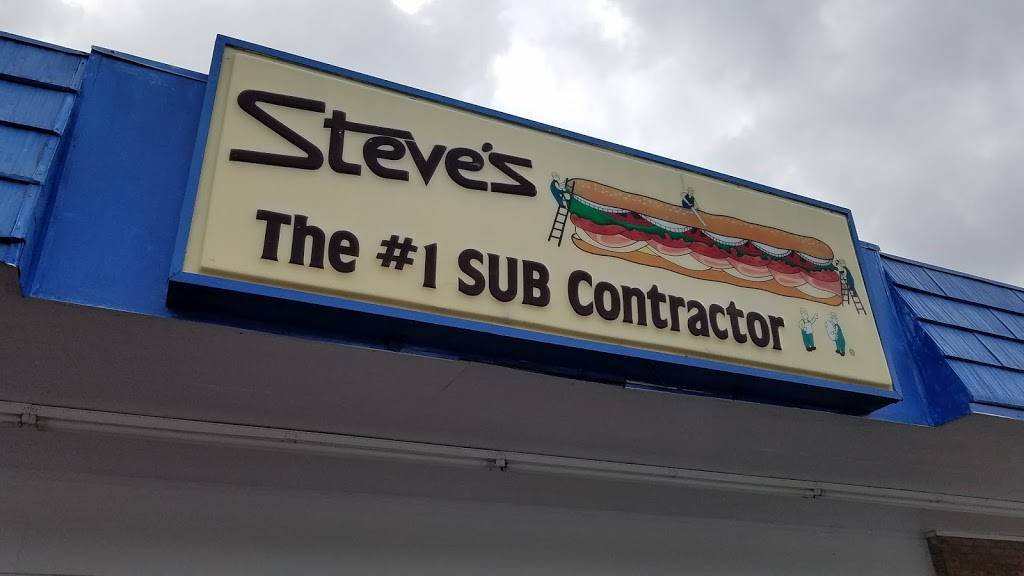 Steve's
The #1 SUB Contractor